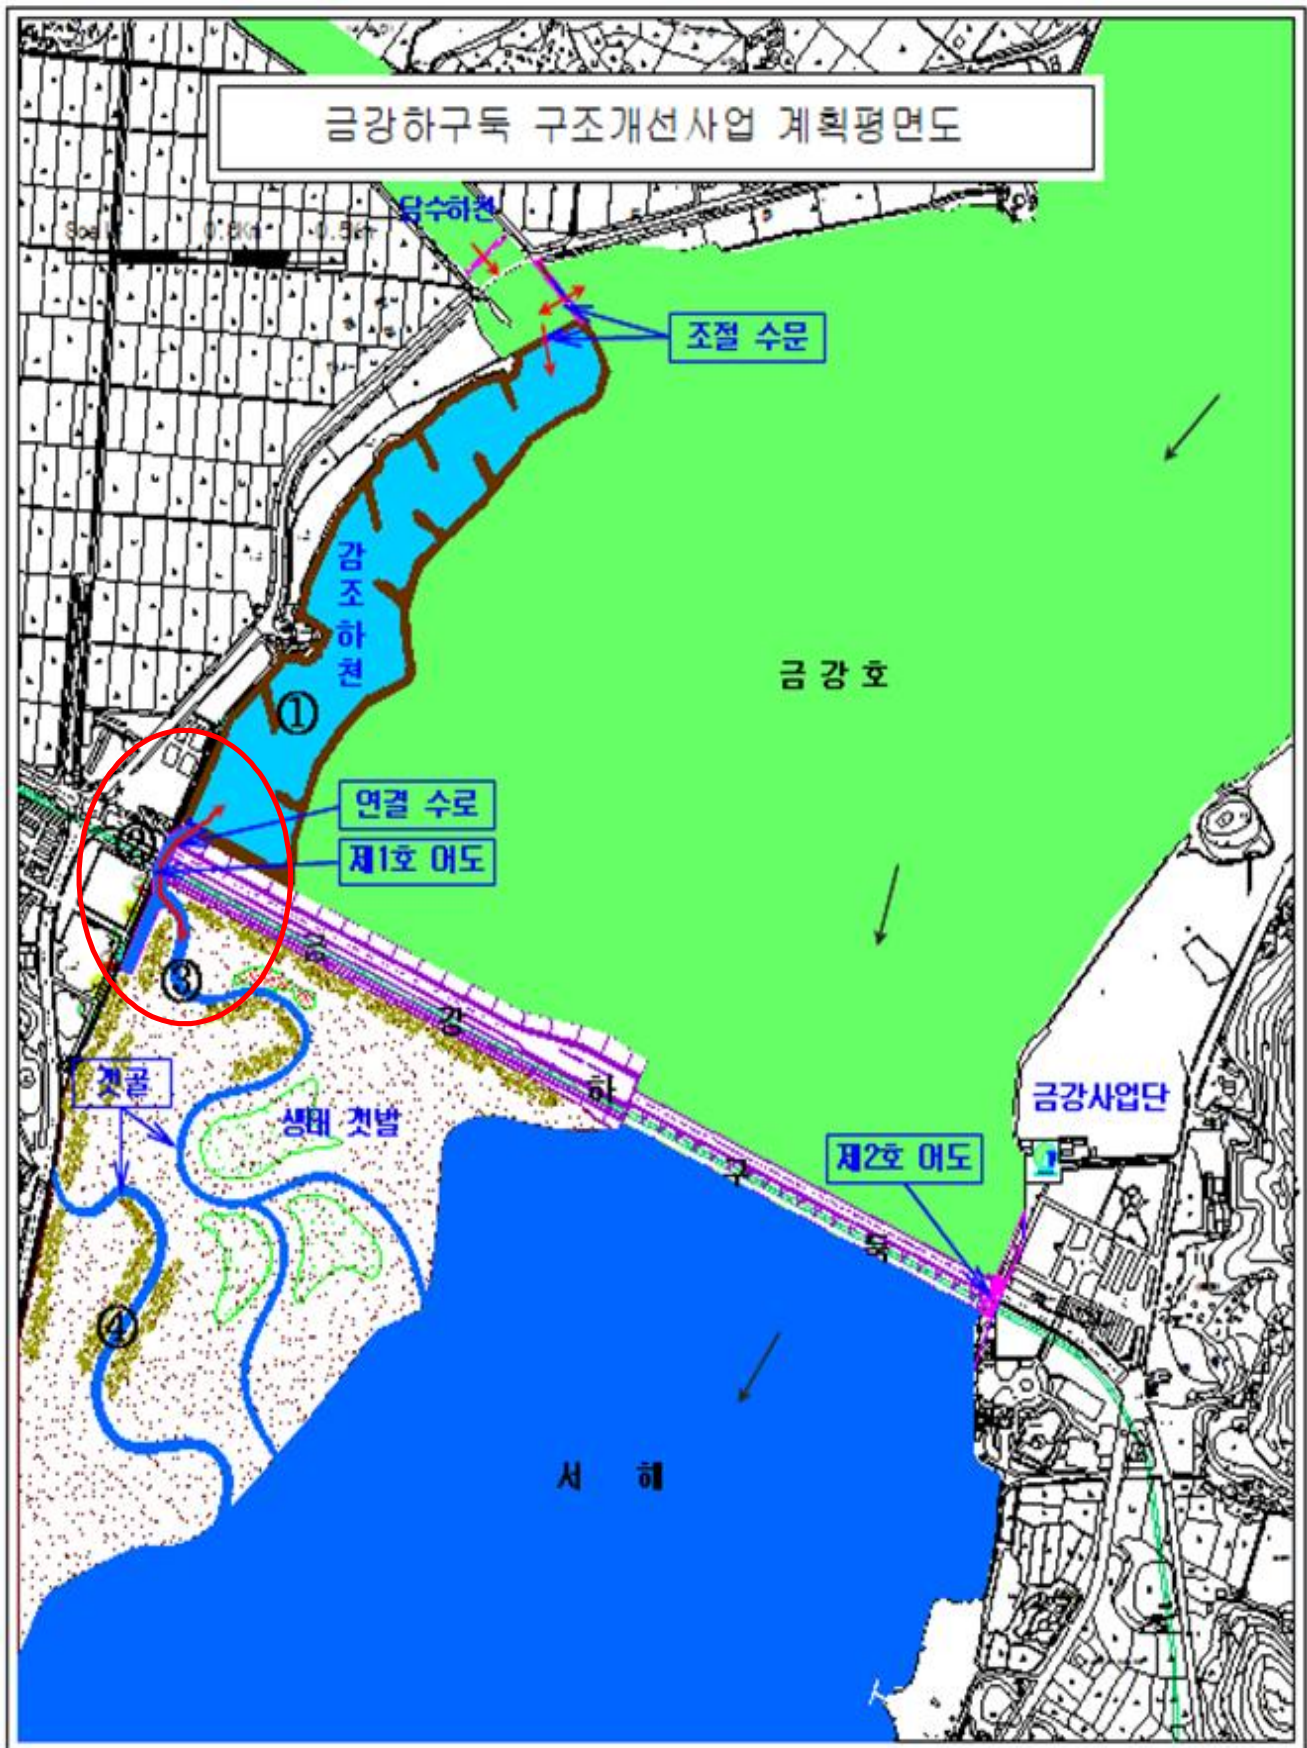 금강하구둑 구조개선사업 계획평면도
담수하천
0.5Km
조절 수문
감
조
하
천
①
금 강 호
연결 수로
②
제1호 어도
③
금
강
하
구
둑
갯골
생태 갯벌
금강사업단
제2호 어도
④
서 해